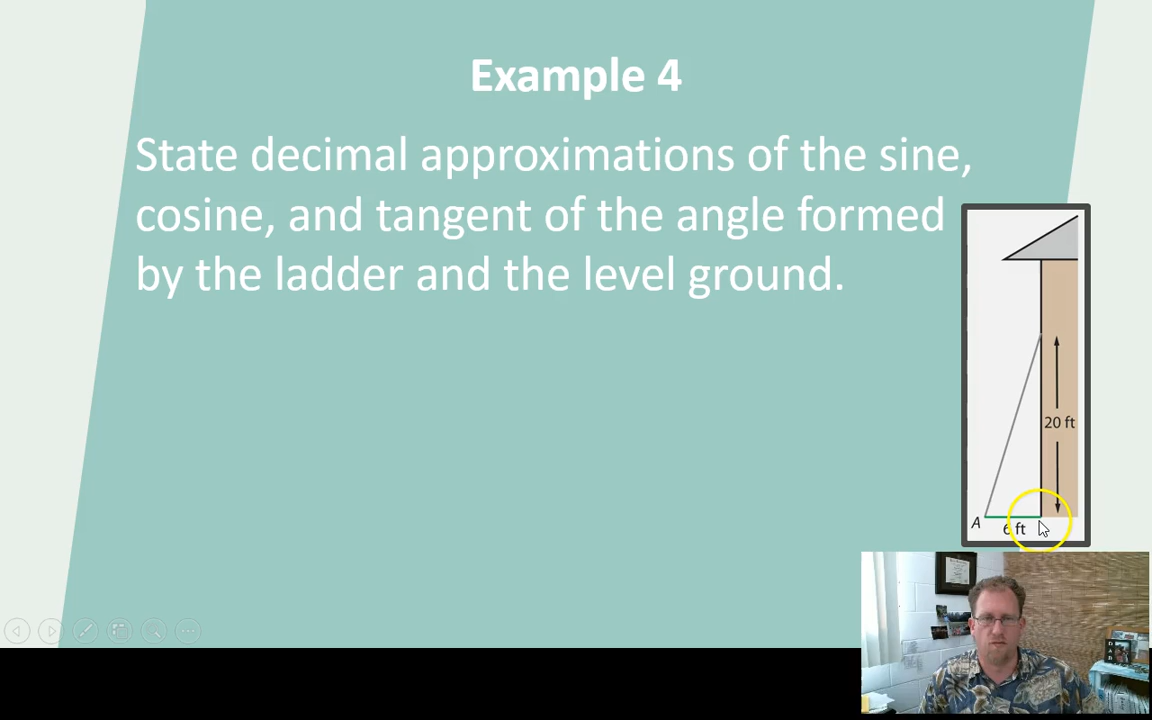 Example 4
State decimal approximations of the sine,
cosine, and tangent of the angle formed
by the ladder and the level ground.
20 ft
A
6 ft